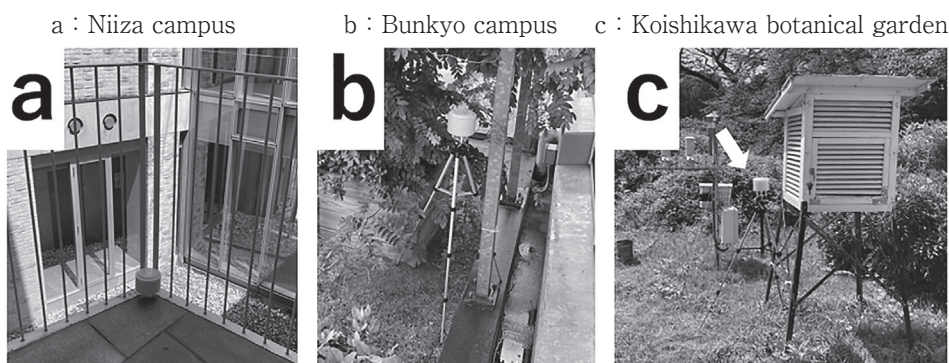 a：Niiza campus
b：Bunkyo campus
c：Koishikawa botanical garden
a
b
c